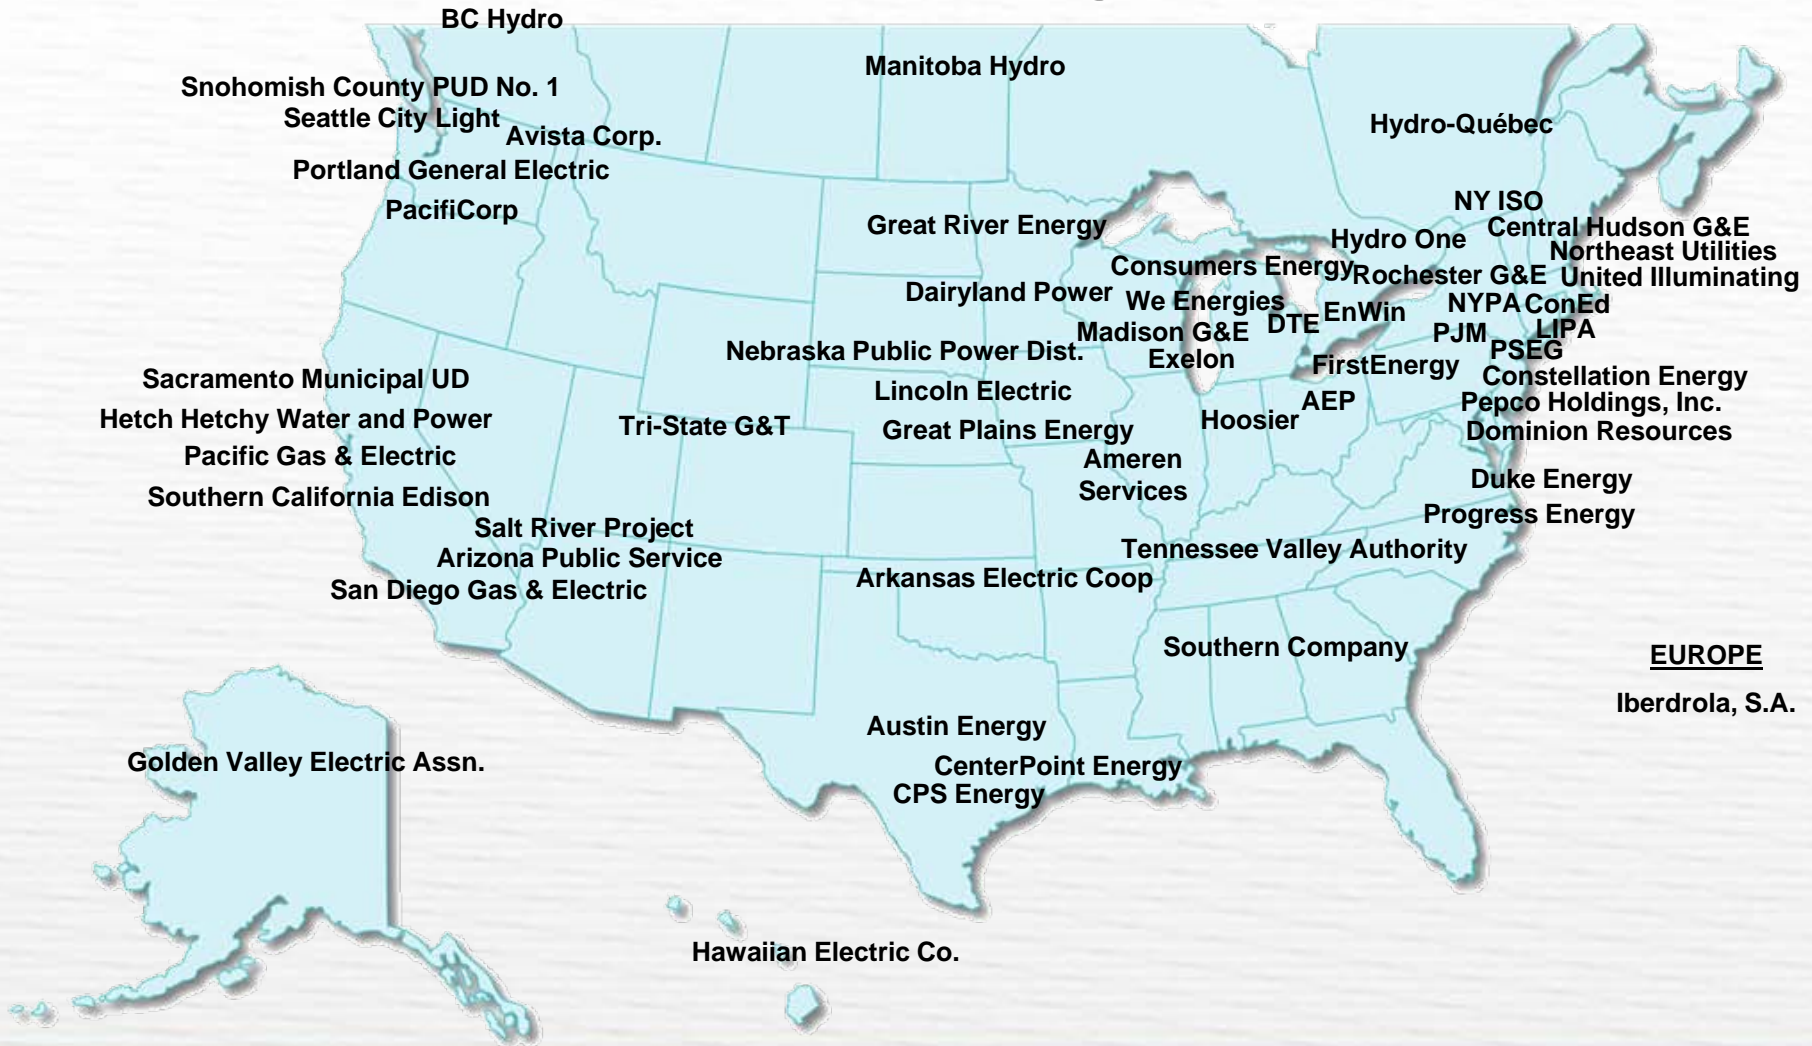 BC Hydro
Manitoba Hydro
Snohomish County PUD No. 1
Seattle City Light
Hydro-Québec
Avista Corp.
Portland General Electric
NY ISO
PacifiCorp
Great River Energy
Central Hudson G&E
Hydro One
Northeast Utilities
Consumers Energy
Rochester G&E
United Illuminating
Dairyland Power
We Energies
NYPA
ConEd
EnWin
DTE
Madison G&E
PJM
LIPA
Nebraska Public Power Dist.
PSEG
Exelon
FirstEnergy
Sacramento Municipal UD
Constellation Energy
Lincoln Electric
AEP
Pepco Holdings, Inc.
Hetch Hetchy Water and Power
Hoosier
Tri-State G&T
Great Plains Energy
Dominion Resources
Pacific Gas & Electric
Ameren
Services
Duke Energy
Southern California Edison
Progress Energy
Salt River Project
Tennessee Valley Authority
Arizona Public Service
Arkansas Electric Coop
San Diego Gas & Electric
Southern Company
EUROPE
Iberdrola, S.A.
Austin Energy
Golden Valley Electric Assn.
CenterPoint Energy
CPS Energy
Hawaiian Electric Co.